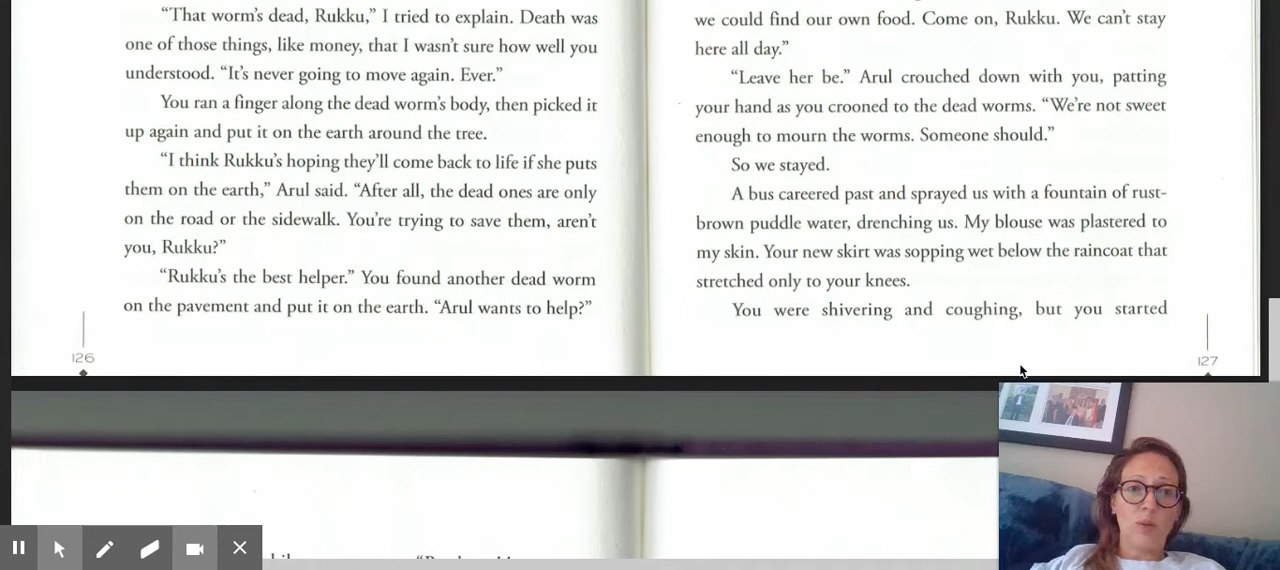 “That worm’s dead, Rukku,” I tried to explain. Death was
one of those things, like money, that I wasn’t sure how well you
understood. “It’s never going to move again. Ever.”
You ran a finger along the dead worm’s body, then picked it
up again and put it on the earth around the tree.
“I think Rukku’s hoping they’ll come back to life if she puts
them on the earth,” Arul said. “After all, the dead ones are only
on the road or the sidewalk. You’re trying to save them, aren’t
you, Rukku?”
“Rukku’s the best helper.” You found another dead worm
on the pavement and put it on the earth. “Arul wants to help?”
126
we could find our own food. Come on, Rukku. We can’t stay
here all day.”
“Leave her be.” Arul crouched down with you, patting
your hand as you crooned to the dead worms. “We’re not sweet
enough to mourn the worms. Someone should.”
So we stayed.
A bus careered past and sprayed us with a fountain of rust-
brown puddle water, drenching us. My blouse was plastered to
my skin. Your new skirt was sopping wet below the raincoat that
stretched only to your knees.
You were shivering and coughing, but you started
127